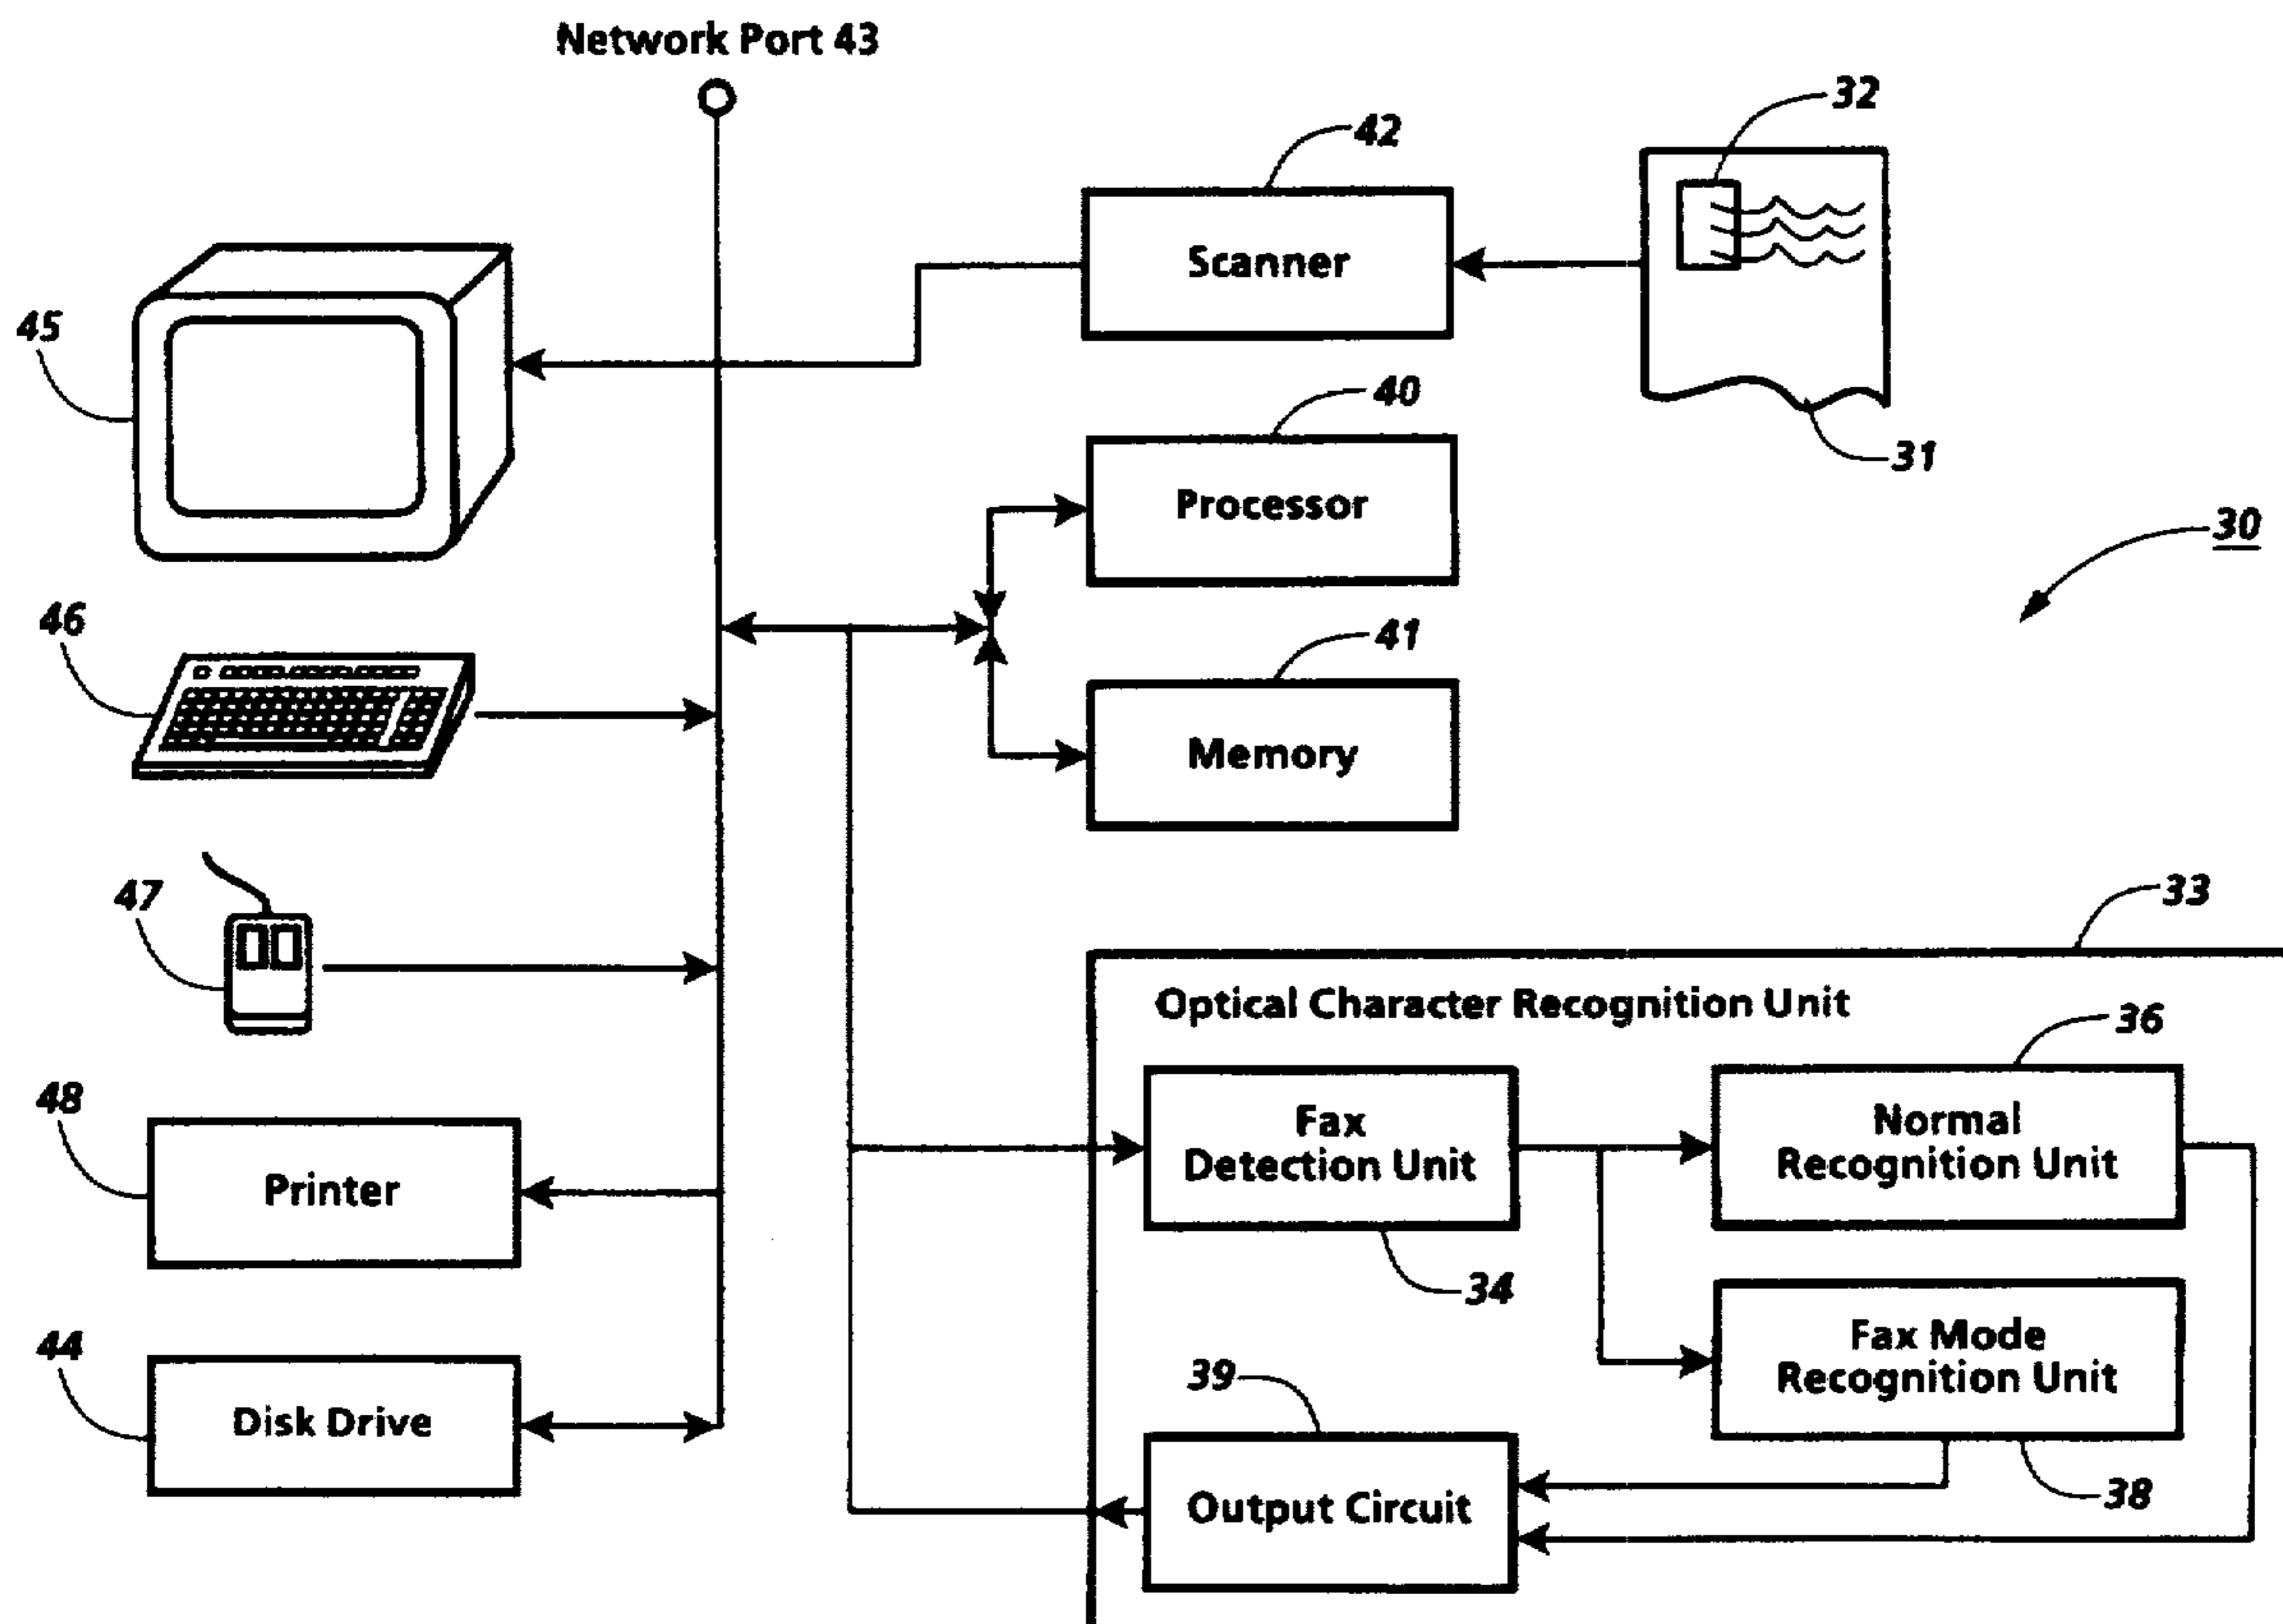 Network Port 43
32
42
Scanner
45
40
31
Processor
30
46
41
Memory
47
33
Optical Character Recognition Unit
36
Fax
Detection Unit
Normal
Recognition Unit
48
Printer
34
Fax Mode
Recognition Unit
44
39
Disk Drive
38
Output Circuit